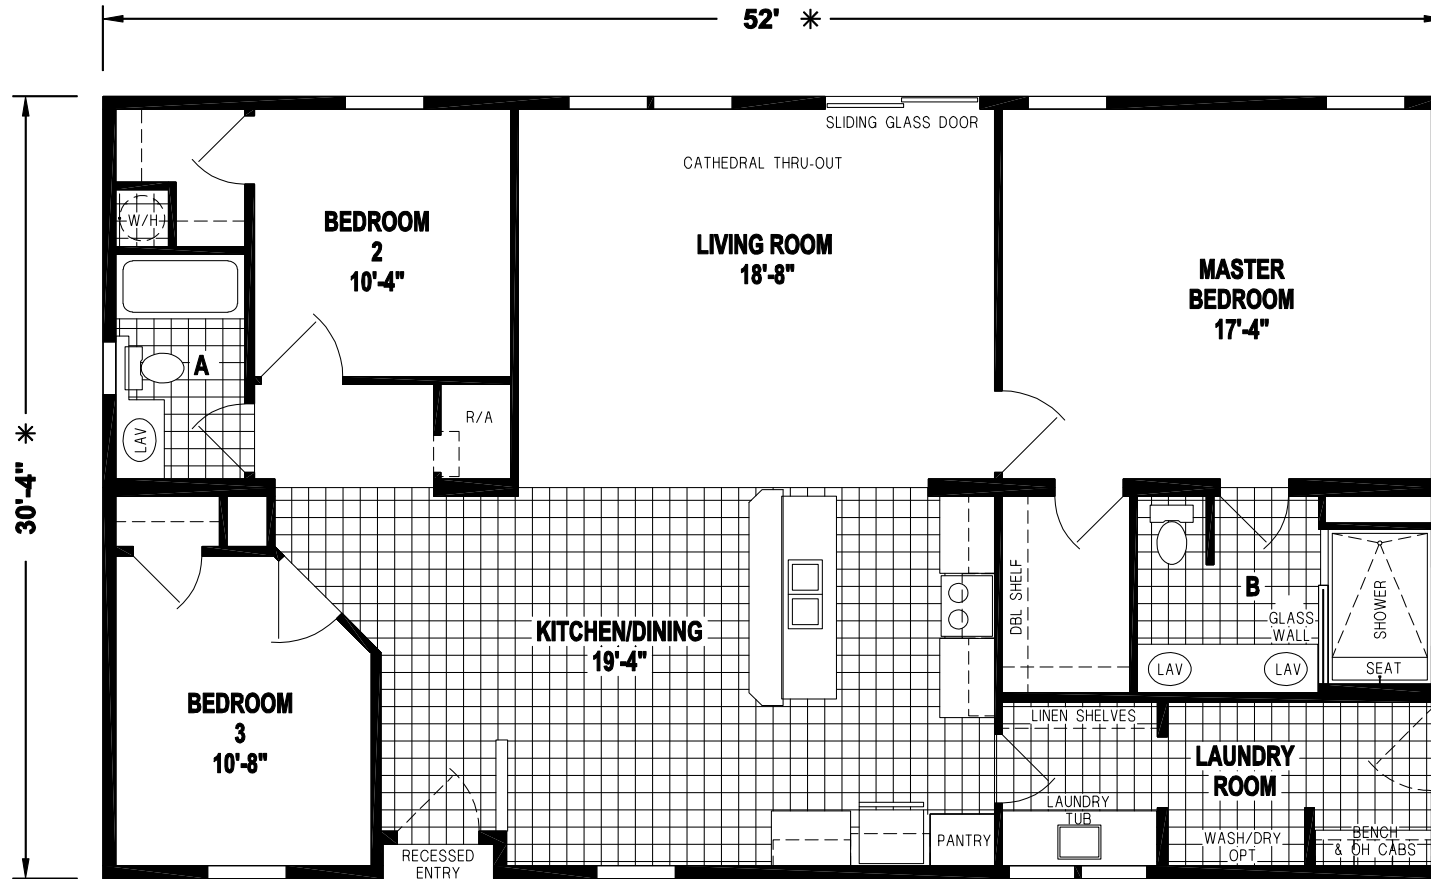 52' ✳
SLIDING GLASS DOOR
CATHEDRAL THRU-OUT
W/H
BEDROOM
2
10'-4"
LIVING ROOM
18'-8"
MASTER
BEDROOM
17'-4"
A
LAV
R/A
30'-4" ✳
KITCHEN/DINING
19'-4"
DBL SHELF
B
GLASS
WALL
SHOWER
SEAT
LAV
LAV
BEDROOM
3
10'-8"
LINEN SHELVES
LAUNDRY
ROOM
LAUNDRY
TUB
RECESSED
ENTRY
PANTRY
WASH/DRY
OPT
BENCH
& OH CABS